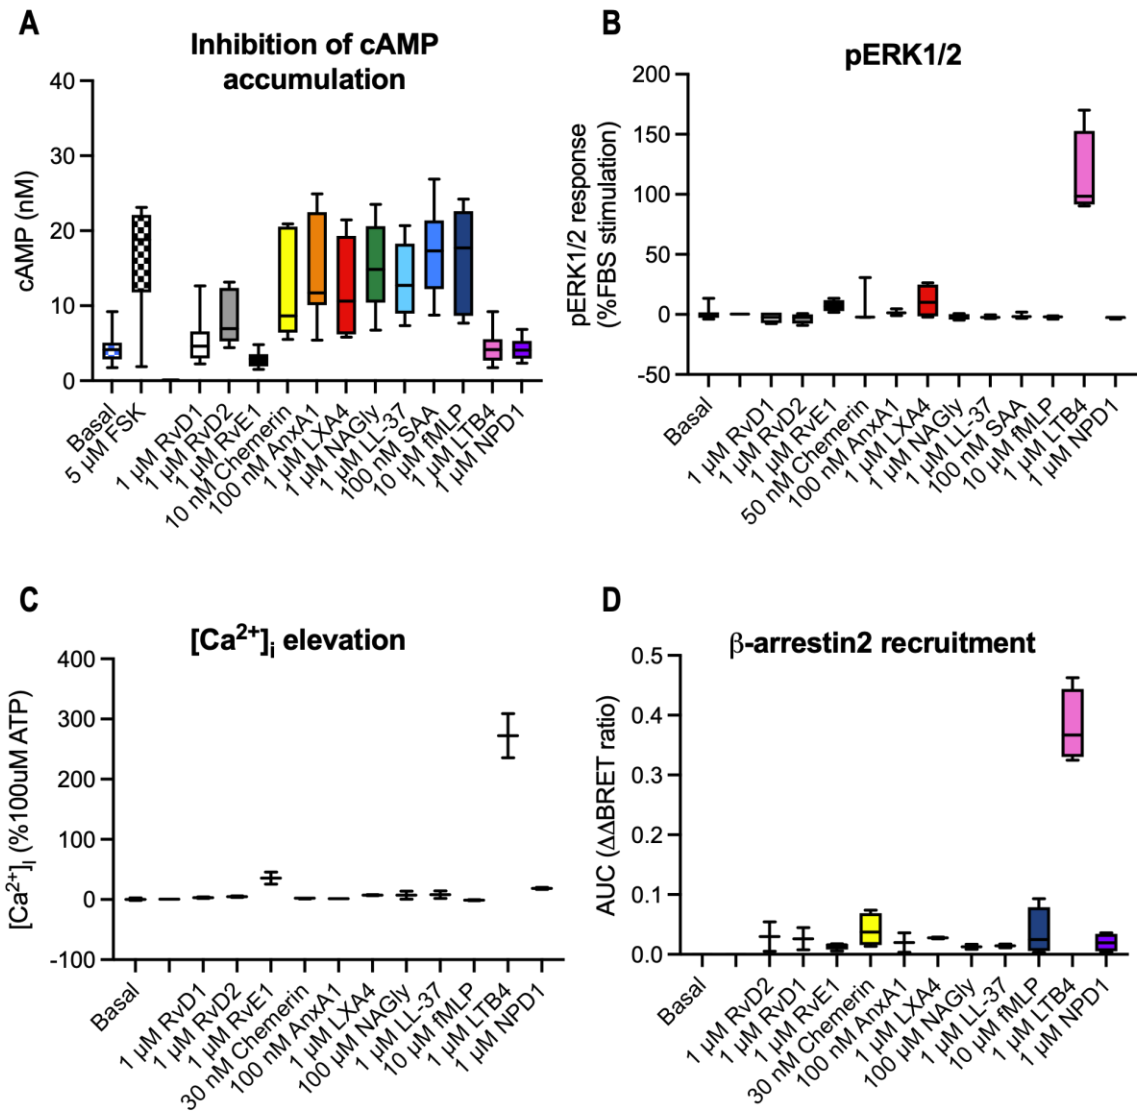 A
Inhibition of cAMP
accumulation
cAMP (nM)
40
30
20
10
0
Basal
5 µM FSK
1 µM RvD1
1 µM RvD2
1 µM RvE1
10 nM Chemerin
100 nM AnxA1
1 µM LXA4
1 µM NAGly
1 µM LL-37
100 nM SAA
10 µM fMLP
1 µM LTB4
1 µM NPD1
B
pERK1/2
pERK1/2 response
(%FBS stimulation)
200
150
100
50
0
-50
Basal
1 µM RvD1
1 µM RvD2
1 µM RvE1
50 nM Chemerin
100 nM AnxA1
1 µM LXA4
1 µM NAGly
1 µM LL-37
100 nM SAA
10 µM fMLP
1 µM LTB4
1 µM NPD1
C
[Ca2+]i elevation
[Ca2+]i (%100uM ATP)
400
300
200
100
0
-100
Basal
1 µM RvD1
1 µM RvD2
1 µM RvE1
30 nM Chemerin
100 nM AnxA1
1 µM LXA4
100 µM NAGly
1 µM LL-37
10 µM fMLP
1 µM LTB4
1 µM NPD1
D
β-arrestin2 recruitment
AUC (ΔΔBRET ratio)
0.5
0.4
0.3
0.2
0.1
0.0
Basal
1 µM RvD2
1 µM RvD1
1 µM RvE1
30 nM Chemerin
100 nM AnxA1
1 µM LXA4
100 µM NAGly
1 µM LL-37
10 µM fMLP
1 µM LTB4
1 µM NPD1